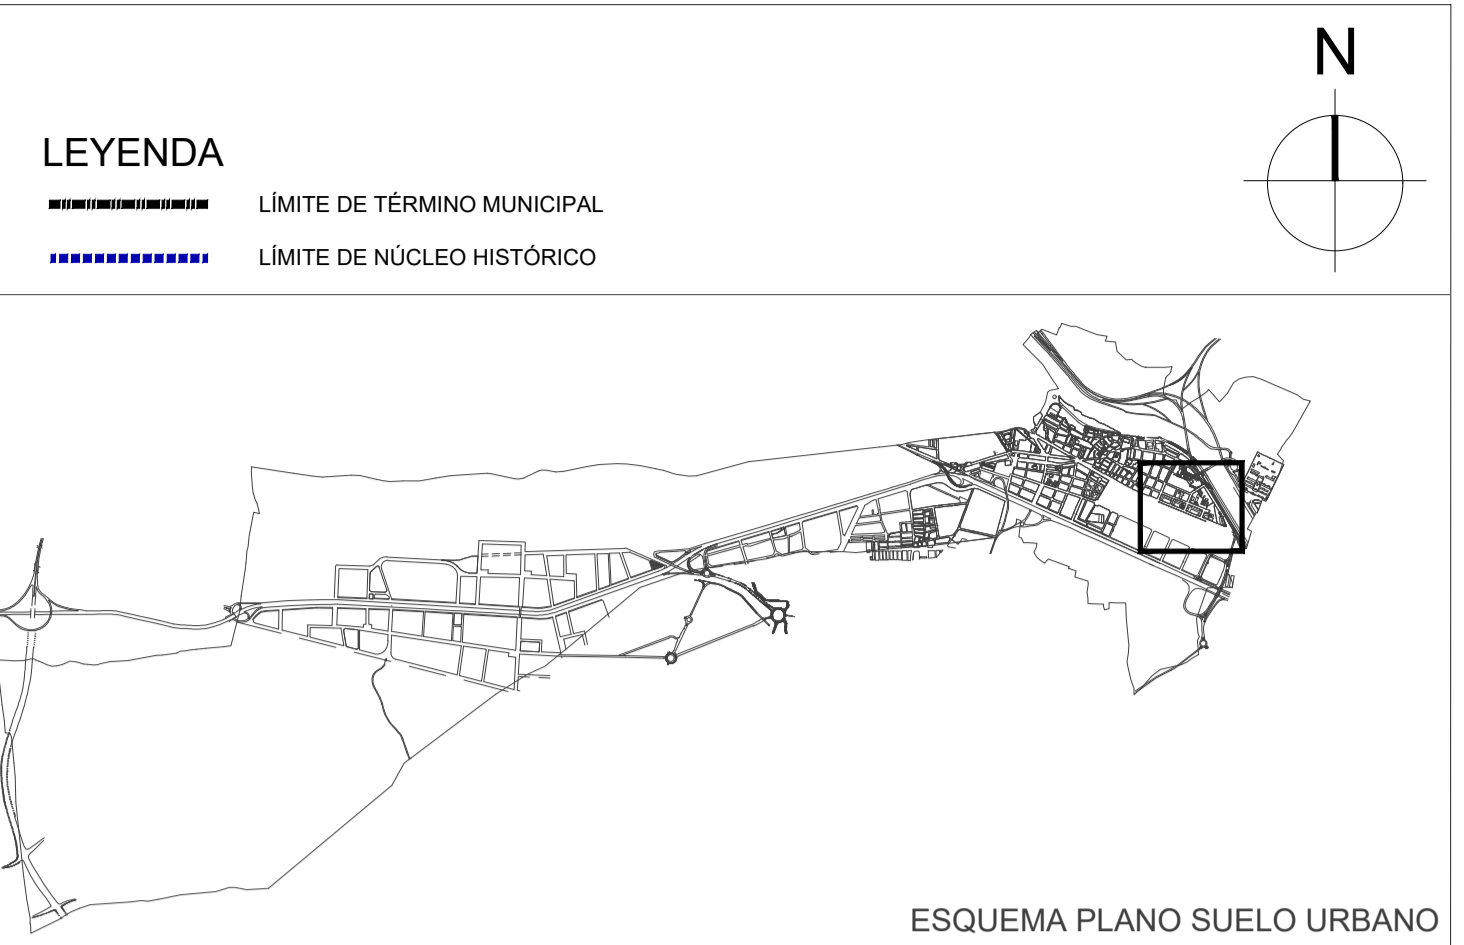 N
LEYENDA
LÍMITE DE TÉRMINO MUNICIPAL
LÍMITE DE NÚCLEO HISTÓRICO
ESQUEMA PLANO SUELO URBANO